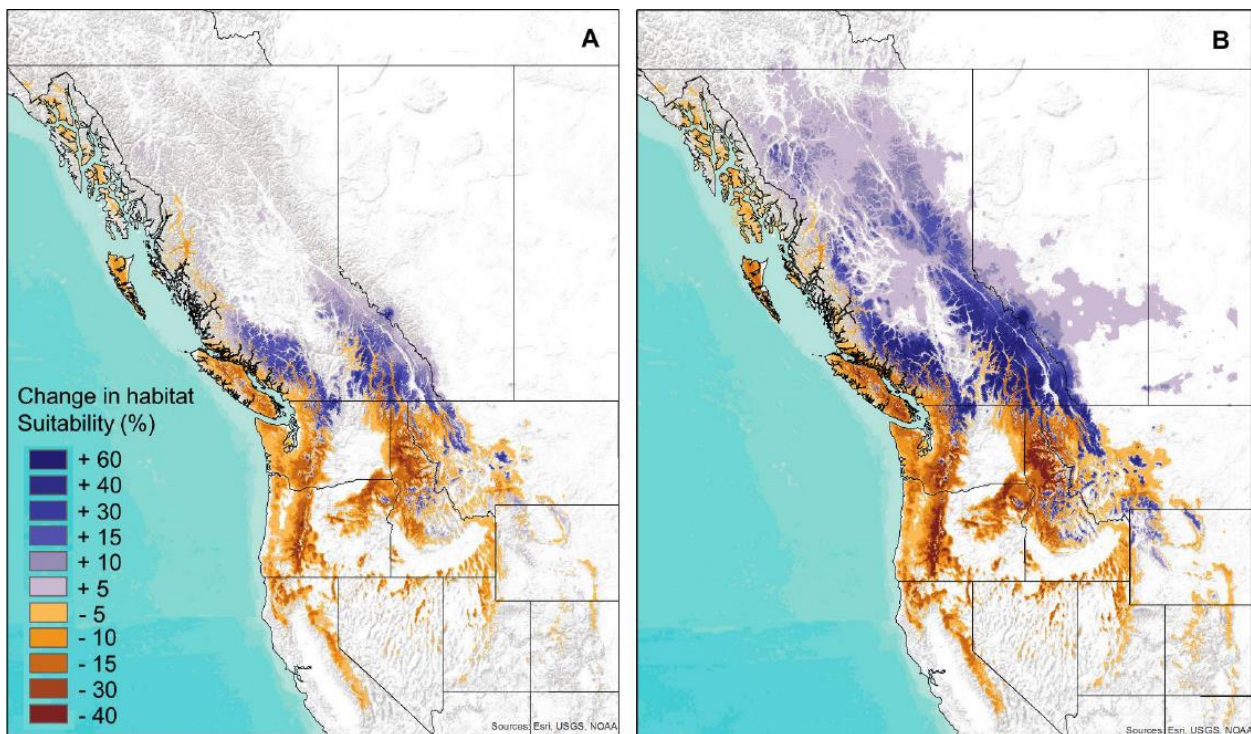 A
B
Change in habitat
Suitability (%)
+ 60
+ 40
+ 30
+ 15
+ 10
+ 5
- 5
- 10
- 15
- 30
- 40
Sources: Esri, USGS, NOAA
Sources: Esri, USGS, NOAA